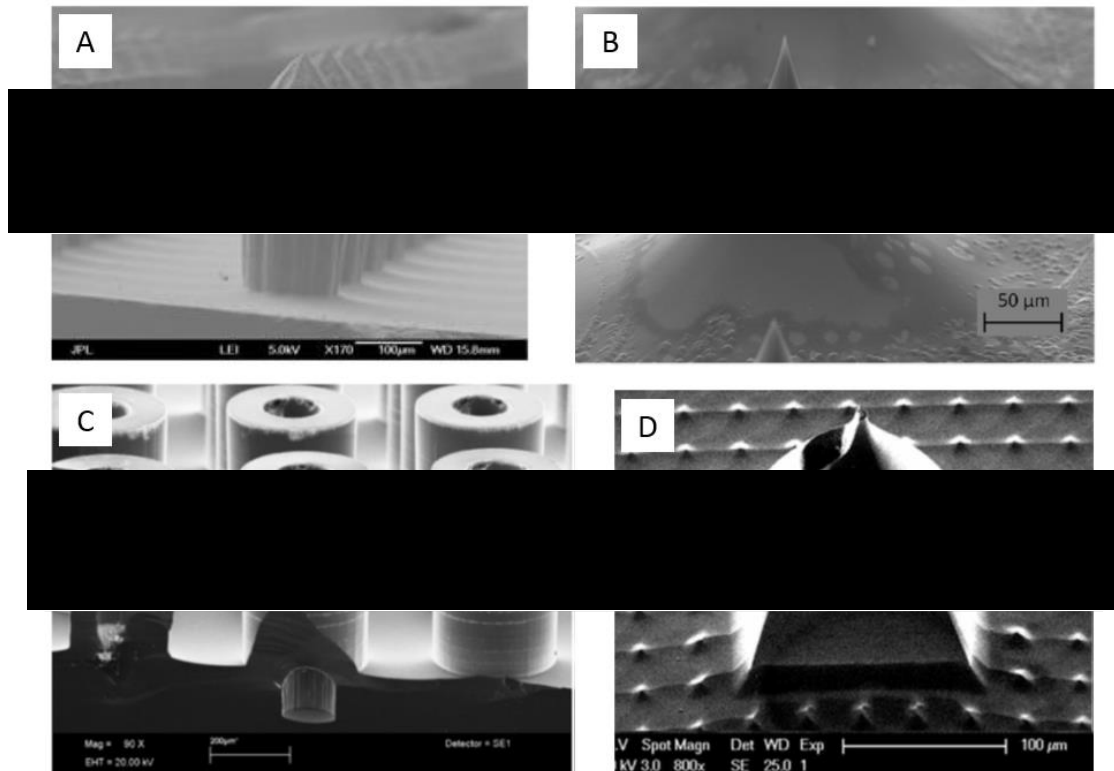 A
B
50 μm
JPL LEI 5.0kV X170 100μm WD 15.8mm
C
D
Mag = 90 X 200μm Detector = SE1
EHT = 20.00 kV
.V Spot Magn Det WD Exp 100 μm
kV 3.0 800x SE 25.0 1